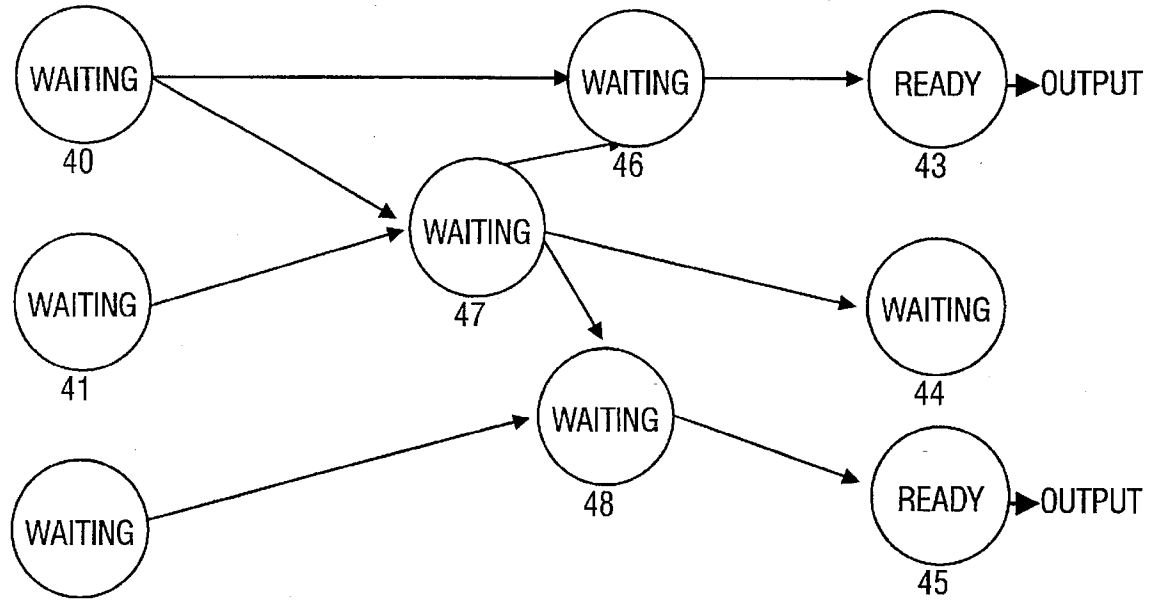 WAITING
40
WAITING
46
READY
43
OUTPUT
WAITING
41
WAITING
47
WAITING
44
WAITING
WAITING
48
READY
45
OUTPUT